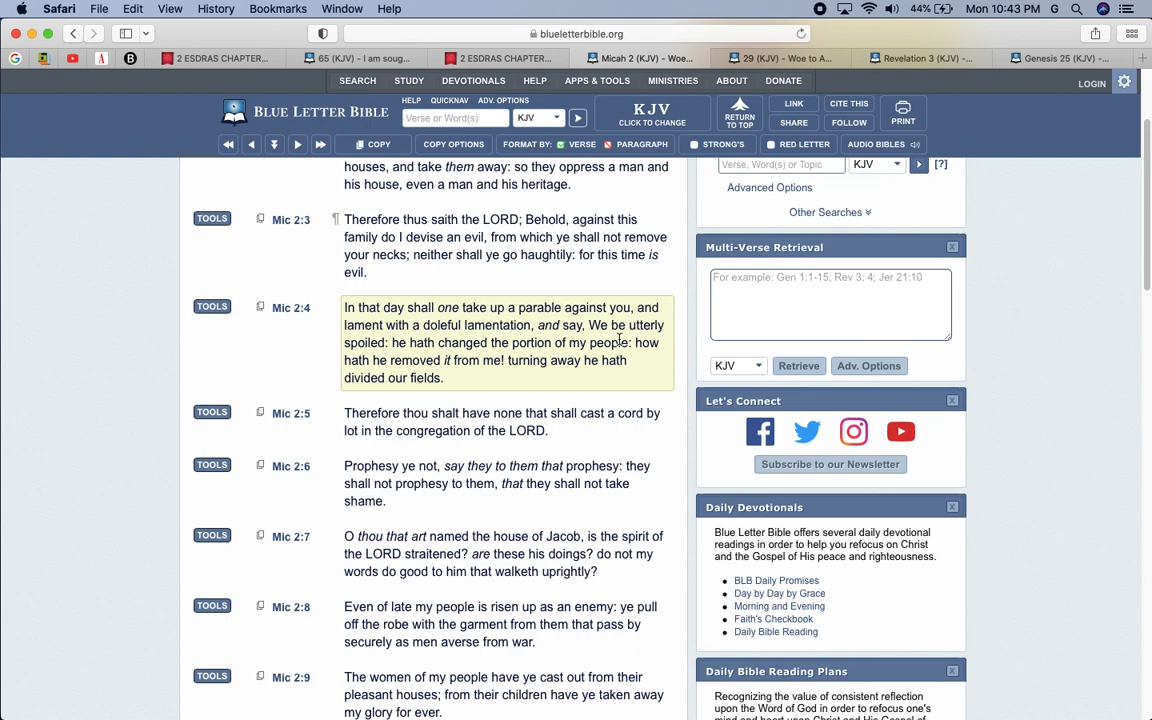 Safari File Edit View History Bookmarks Window Help 44% Mon 10:43 PM G
blueletterbible.org
2 ESDRAS CHAPTER... 65 (KJV) - I am soug... 2 ESDRAS CHAPTER... Micah 2 (KJV) - Woe... 29 (KJV) - Woe to A... Revelation 3 (KJV) -... Genesis 25 (KJV) -...
SEARCH STUDY DEVOTIONALS HELP APPS & TOOLS MINISTRIES ABOUT DONATE LOGIN
BLUE LETTER BIBLE
HELP QUICKNAV ADV. OPTIONS
Verse or Word(s) KJV
KJV
CLICK TO CHANGE
RETURN
TO TOP
LINK CITE THIS
SHARE FOLLOW
PRINT
COPY COPY OPTIONS FORMAT BY: VERSE PARAGRAPH STRONG'S RED LETTER AUDIO BIBLES
houses, and take them away: so they oppress a man and
his house, even a man and his heritage.
TOOLS Mic 2:3 ¶ Therefore thus saith the LORD; Behold, against this
family do I devise an evil, from which ye shall not remove
your necks; neither shall ye go haughtily: for this time is
evil.
TOOLS Mic 2:4 In that day shall one take up a parable against you, and
lament with a doleful lamentation, and say, We be utterly
spoiled: he hath changed the portion of my people: how
hath he removed it from me! turning away he hath
divided our fields.
TOOLS Mic 2:5 Therefore thou shalt have none that shall cast a cord by
lot in the congregation of the LORD.
TOOLS Mic 2:6 Prophesy ye not, say they to them that prophesy: they
shall not prophesy to them, that they shall not take
shame.
TOOLS Mic 2:7 O thou that art named the house of Jacob, is the spirit of
the LORD straitened? are these his doings? do not my
words do good to him that walketh uprightly?
TOOLS Mic 2:8 Even of late my people is risen up as an enemy: ye pull
off the robe with the garment from them that pass by
securely as men averse from war.
TOOLS Mic 2:9 The women of my people have ye cast out from their
pleasant houses; from their children have ye taken away
my glory for ever.
Verse, Word(s) or Topic KJV [?]
Advanced Options
Other Searches
Multi-Verse Retrieval
For example: Gen 1:1-15; Rev 3; 4; Jer 21:10
KJV Retrieve Adv. Options
Let's Connect
Subscribe to our Newsletter
Daily Devotionals
Blue Letter Bible offers several daily devotional
readings in order to help you refocus on Christ
and the Gospel of His peace and righteousness.
BLB Daily Promises
Day by Day by Grace
Morning and Evening
Faith's Checkbook
Daily Bible Reading
Daily Bible Reading Plans
Recognizing the value of consistent reflection
upon the Word of God in order to refocus one's
mind and heart upon Christ and His Gospel of